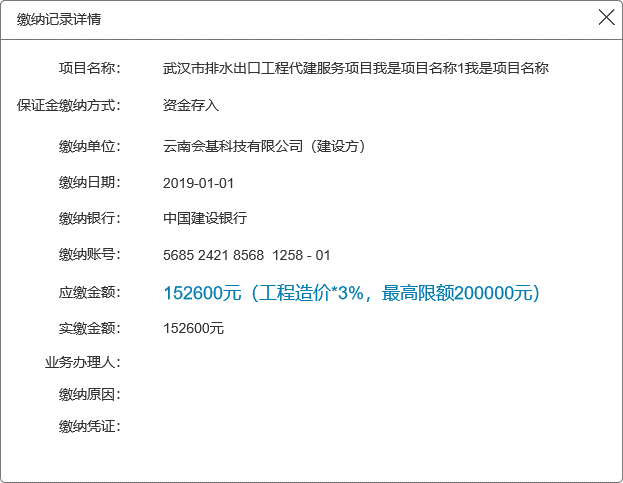 缴纳记录详情
项目名称： 武汉市排水出口工程代建服务项目我是项目名称1我是项目名称
保证金缴纳方式： 资金存入
缴纳单位： 云南会基科技有限公司（建设方）
缴纳日期： 2019-01-01
缴纳银行： 中国建设银行
缴纳账号： 5685 2421 8568  1258 - 01
应缴金额： 152600元（工程造价*3%，最高限额200000元）
实缴金额： 152600元
业务办理人：
缴纳原因：
缴纳凭证：